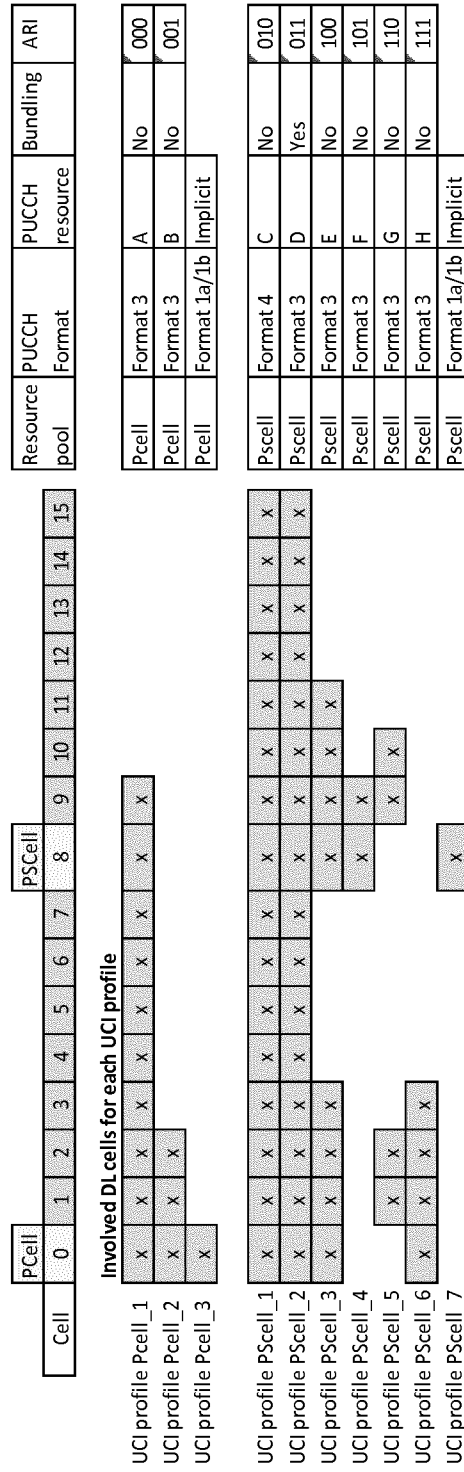 PCell PSCell
Cell 0 1 2 3 4 5 6 7 8 9 10 11 12 13 14 15 Resource PUCCH PUCCH Bundling ARI
pool Format resource
Involved DL cells for each UCI profile
UCI profile Pcell_1 x x x x x x x x x x Pcell Format 3 A No 000
UCI profile Pcell_2 x x x Pcell Format 3 B No 001
UCI profile Pcell_3 x Pcell Format 1a/1b Implicit
UCI profile PScell_1 x x x x x x x x x x x x x x x x Pscell Format 4 C No 010
UCI profile PScell_2 x x x x x x x x x x x x x x x x Pscell Format 3 D Yes 011
UCI profile PScell_3 x x x x x x x x Pscell Format 3 E No 100
UCI profile PScell_4 x x Pscell Format 3 F No 101
UCI profile PScell_5 x x x x Pscell Format 3 G No 110
UCI profile PScell_6 x x x x Pscell Format 3 H No 111
UCI profile PScell 7 x Pscell Format 1a/1b Implicit